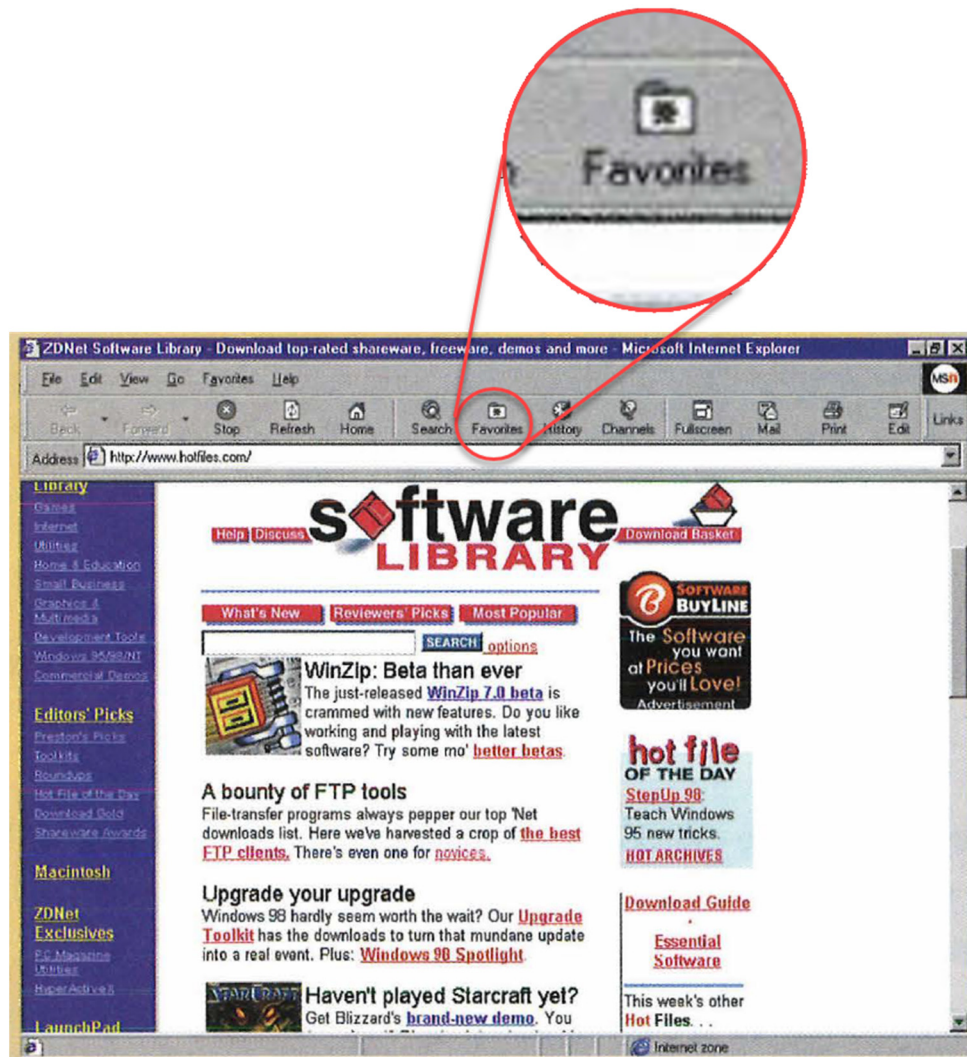 Favorites
ZDNet Software Library - Download top-rated shareware, freeware, demos and more - Microsoft Internet Explorer
File Edit View Go Favorites Help
msn
Back Forward Stop Refresh Home Search Favorites History Channels Fullscreen Mail Print Edit Links
Address http://www.hotfiles.com/
Library
Games
Internet
Utilities
Home & Education
Small Business
Graphics &
Multimedia
Development Tools
Windows 95/98/NT
Commercial Demos
Editors' Picks
Preston's Picks
Toolkits
Roundups
Hot File of the Day
Download Gold
Shareware Awards
Macintosh
ZDNet
Exclusives
PC Magazine
Utilities
HyperActiveX
LaunchPad
Help Discuss software Download Basket
LIBRARY
What's New Reviewers' Picks Most Popular
SEARCH options
WinZip: Beta than ever
The just-released WinZip 7.0 beta is
crammed with new features. Do you like
working and playing with the latest
software? Try some mo' better betas.
A bounty of FTP tools
File-transfer programs always pepper our top 'Net
downloads list. Here we've harvested a crop of the best
FTP clients. There's even one for novices.
Upgrade your upgrade
Windows 98 hardly seem worth the wait? Our Upgrade
Toolkit has the downloads to turn that mundane update
into a real event. Plus: Windows 98 Spotlight.
STARCRAFT
Haven't played Starcraft yet?
Get Blizzard's brand-new demo. You
B SOFTWARE
BUYLINE
The Software
you want
at Prices
you'll Love!
Advertisement
hot file
OF THE DAY
StepUp 98:
Teach Windows
95 new tricks.
HOT ARCHIVES
Download Guide
Essential
Software
This week's other
Hot Files. . .
Internet zone